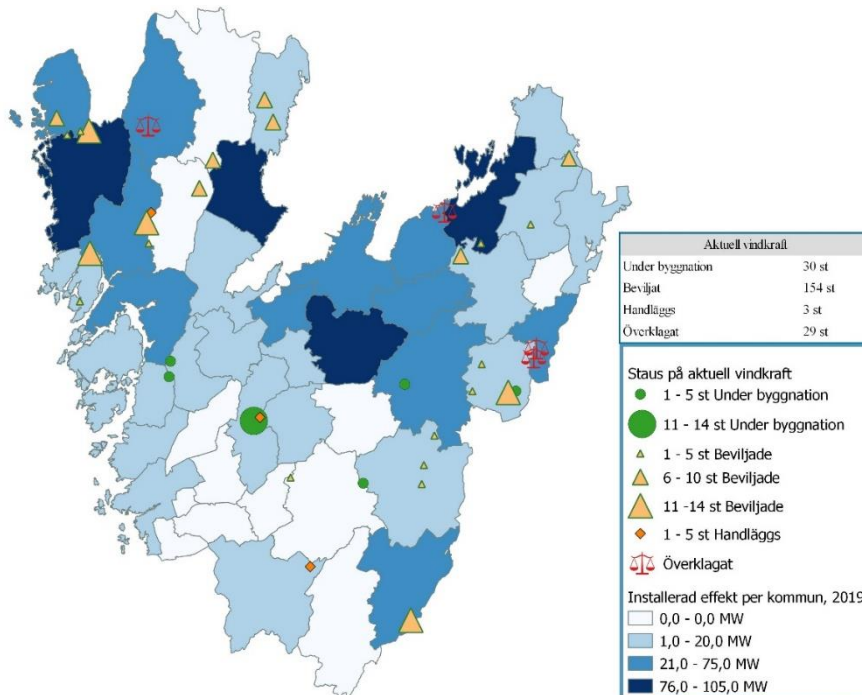 Aktuell vindkraft
Under byggnation 30 st
Beviljat 154 st
Handläggs 3 st
Överklagat 29 st
Staus på aktuell vindkraft
1 - 5 st Under byggnation
11 - 14 st Under byggnation
1 - 5 st Beviljade
6 - 10 st Beviljade
11 -14 st Beviljade
1 - 5 st Handläggs
Överklagat
Installerad effekt per kommun, 2019
0,0 - 0,0 MW
1,0 - 20,0 MW
21,0 - 75,0 MW
76,0 - 105,0 MW